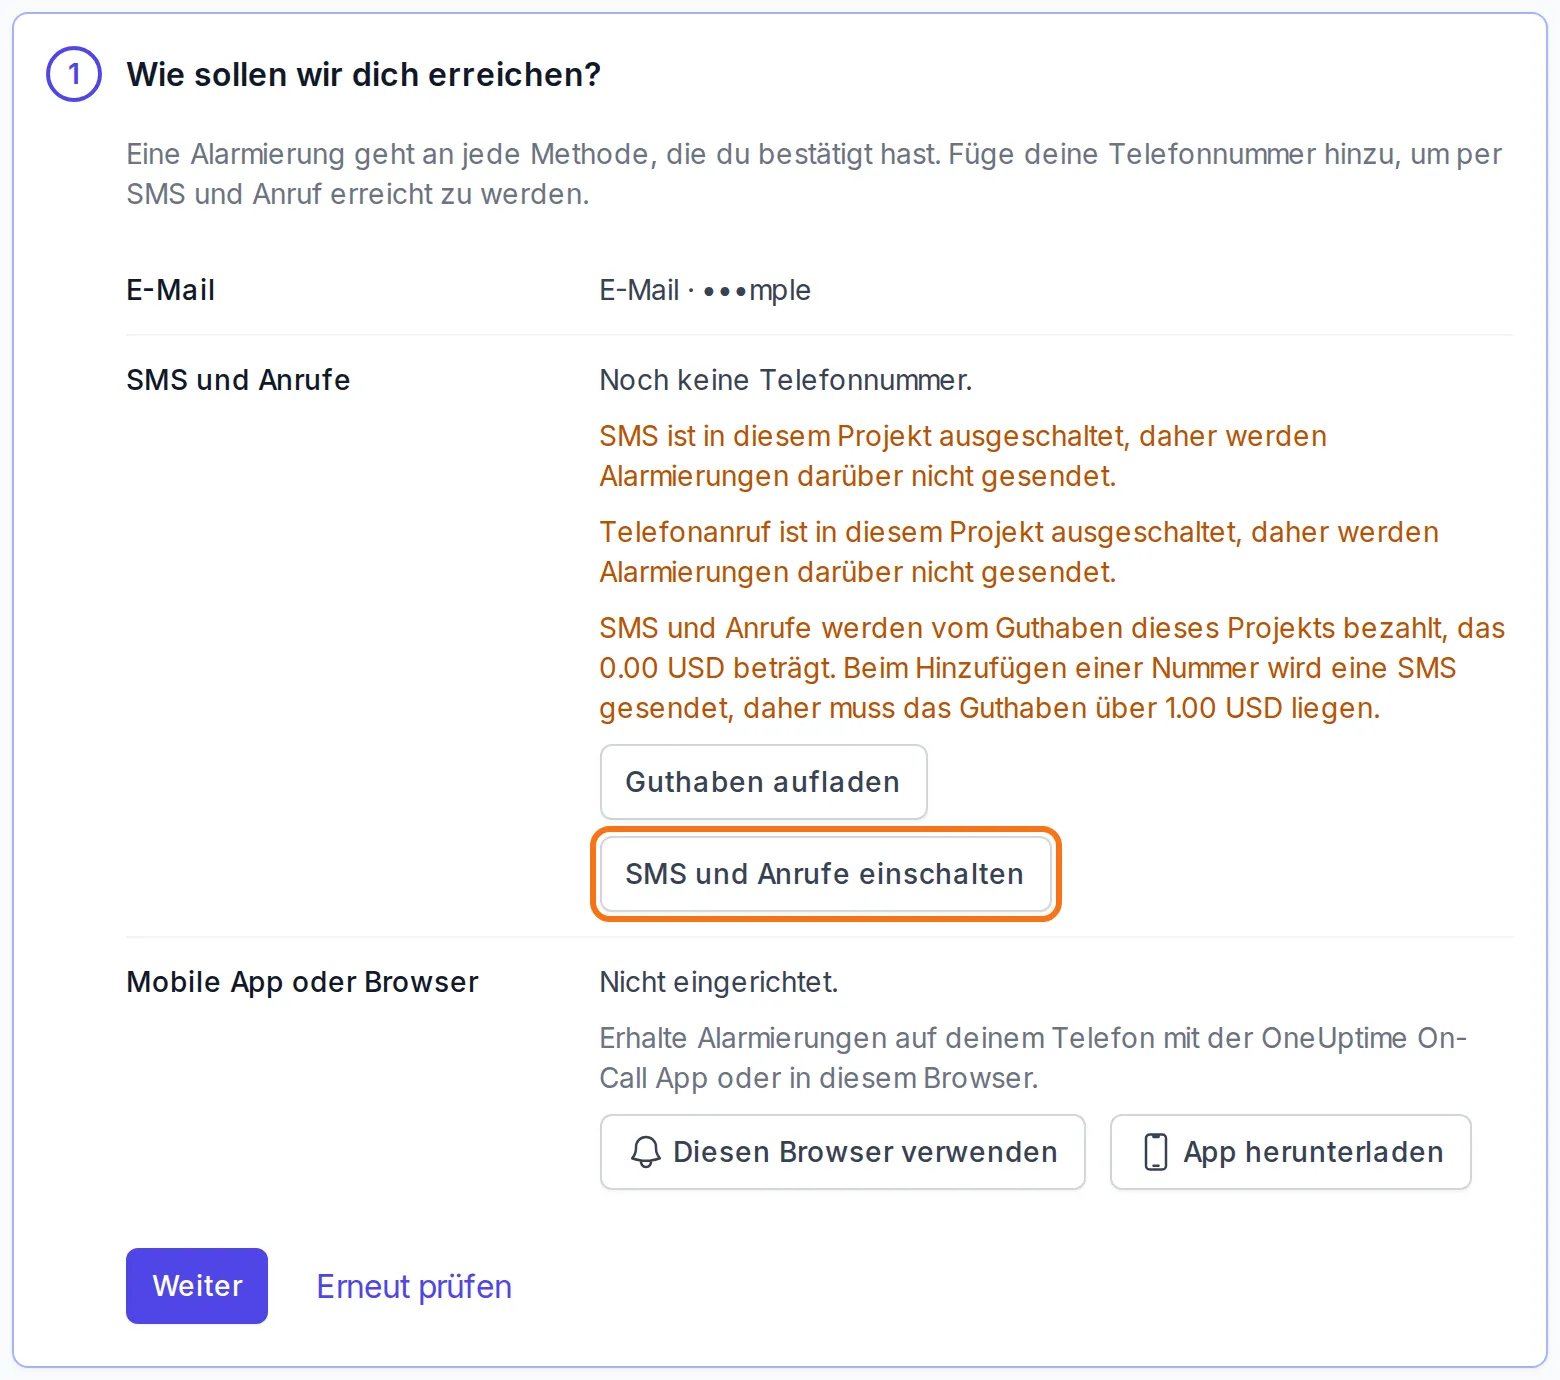 1
Wie sollen wir dich erreichen?
Eine Alarmierung geht an jede Methode, die du bestätigt hast. Füge deine Telefonnummer hinzu, um per
SMS und Anruf erreicht zu werden.
E-Mail
E-Mail · •••mple
SMS und Anrufe
Noch keine Telefonnummer.
SMS ist in diesem Projekt ausgeschaltet, daher werden
Alarmierungen darüber nicht gesendet.
Telefonanruf ist in diesem Projekt ausgeschaltet, daher werden
Alarmierungen darüber nicht gesendet.
SMS und Anrufe werden vom Guthaben dieses Projekts bezahlt, das
0.00 USD beträgt. Beim Hinzufügen einer Nummer wird eine SMS
gesendet, daher muss das Guthaben über 1.00 USD liegen.
Guthaben aufladen
SMS und Anrufe einschalten
Mobile App oder Browser
Nicht eingerichtet.
Erhalte Alarmierungen auf deinem Telefon mit der OneUptime On-
Call App oder in diesem Browser.
Diesen Browser verwenden
App herunterladen
Weiter
Erneut prüfen